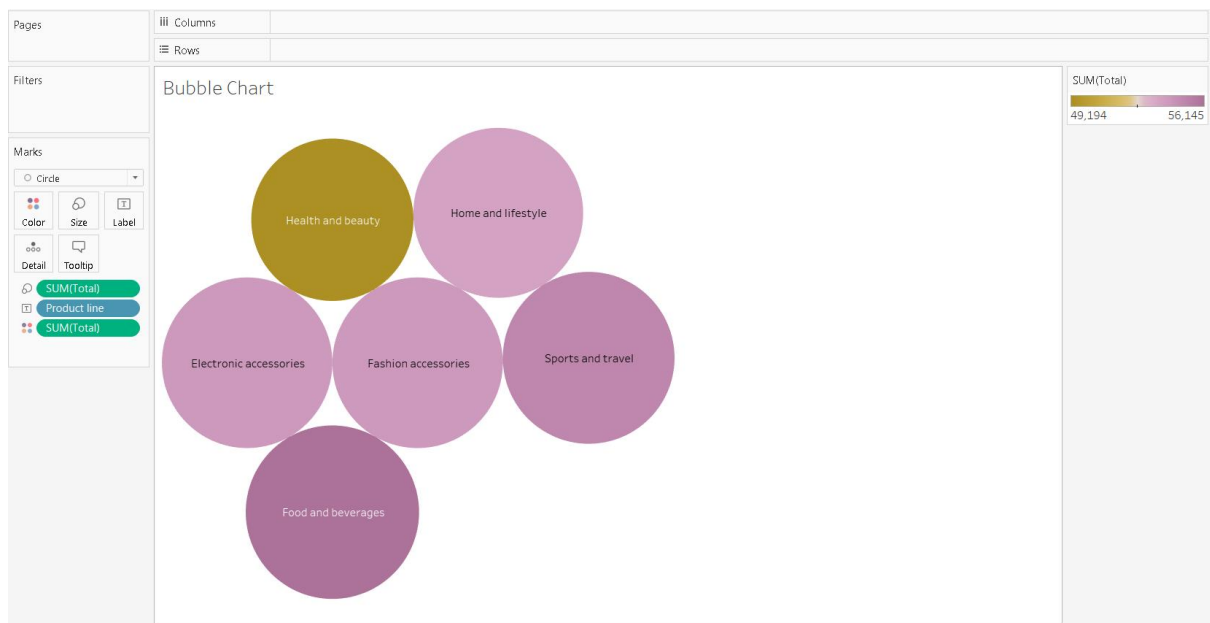 Pages
Columns
Rows
Filters
Bubble Chart
SUM(Total)
49,194 56,145
Marks
Circle
Color Size Label
Detail Tooltip
SUM(Total)
T Product line
SUM(Total)
Health and beauty
Home and lifestyle
Electronic accessories
Fashion accessories
Sports and travel
Food and beverages